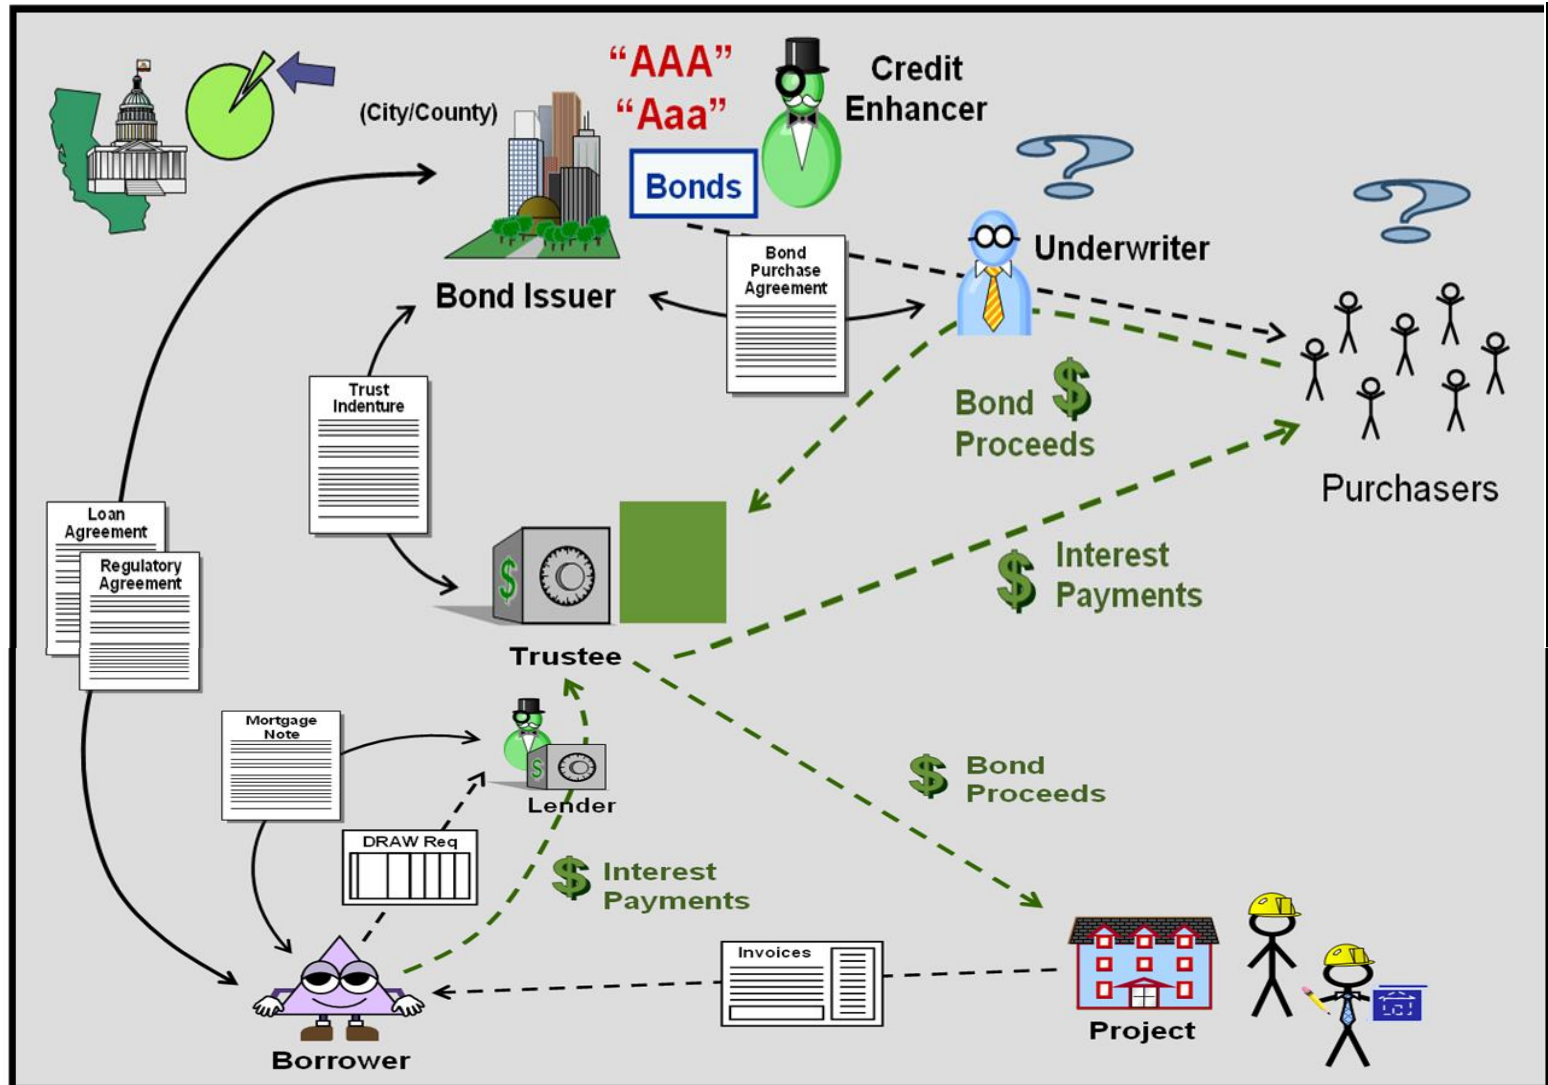 “AAA”
“Aaa”
Credit
Enhancer
(City/County)
Bonds
Bond Issuer
Bond
Purchase
Agreement
Underwriter
Trust
Indenture
Bond $
Proceeds
Purchasers
Loan
Agreement
Regulatory
Agreement
$
$ Interest
Payments
Trustee
Mortgage
Note
$
Lender
$ Bond
Proceeds
DRAW Req
$ Interest
Payments
Invoices
Project
Borrower